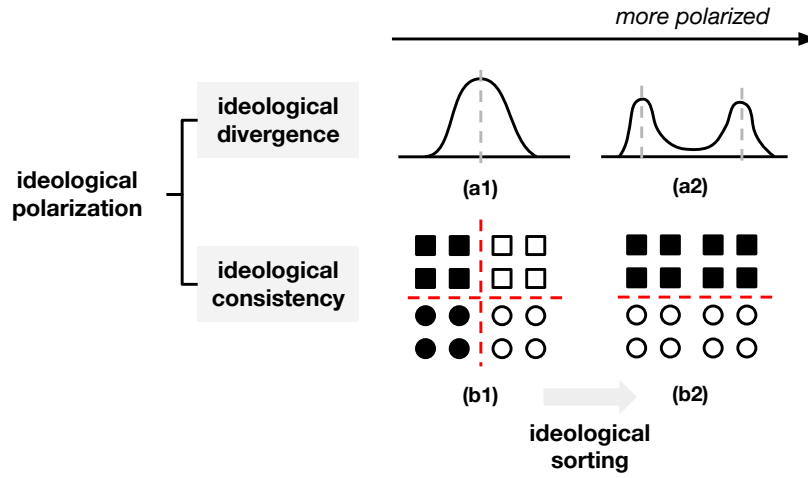 more polarized
ideological
divergence
(a1)
(a2)
ideological
polarization
ideological
consistency
(b1)
(b2)
ideological
sorting